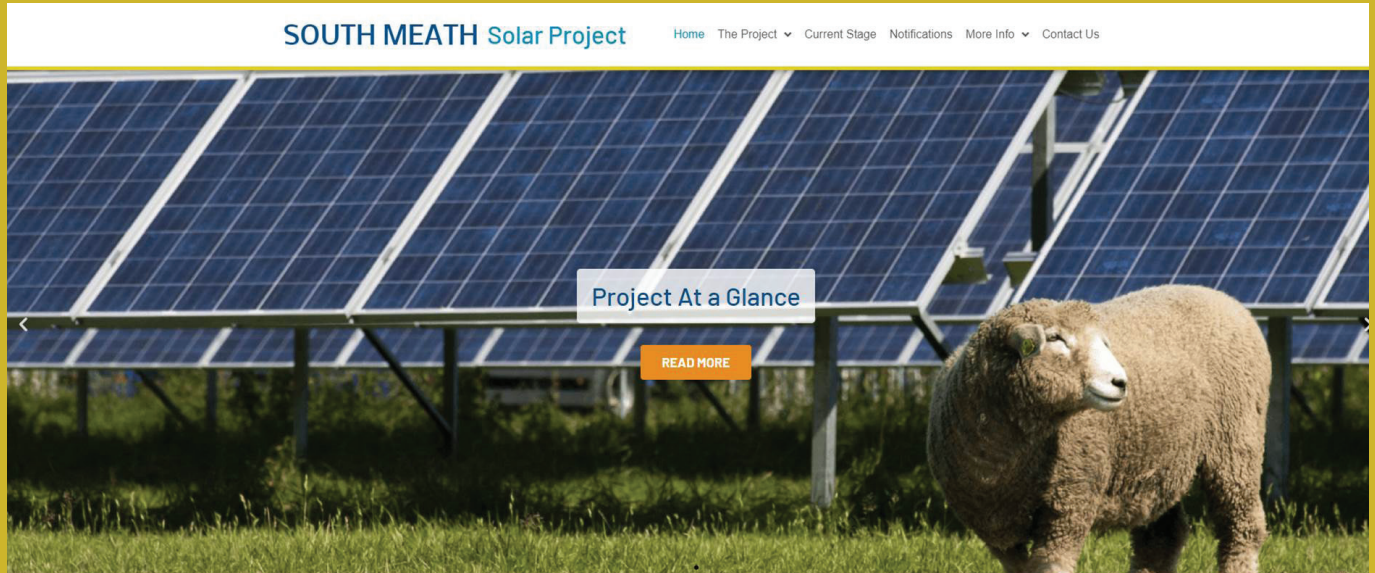 SOUTH MEATH Solar Project
Home The Project Current Stage Notifications More Info Contact Us
Project At a Glance
READ MORE